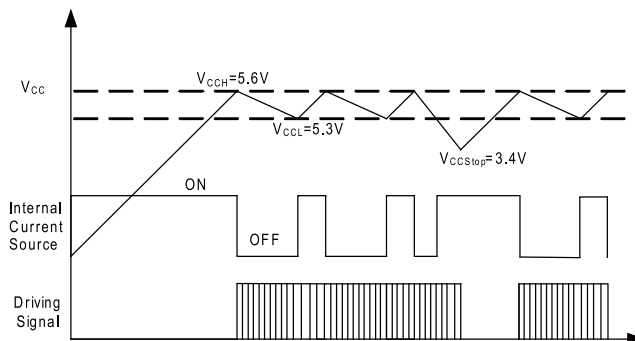 V_CCH=5.6V
V_CC
V_CCL=5.3V
V_CCStop=3.4V
ON
Internal
Current
Source
OFF
Driving
Signal